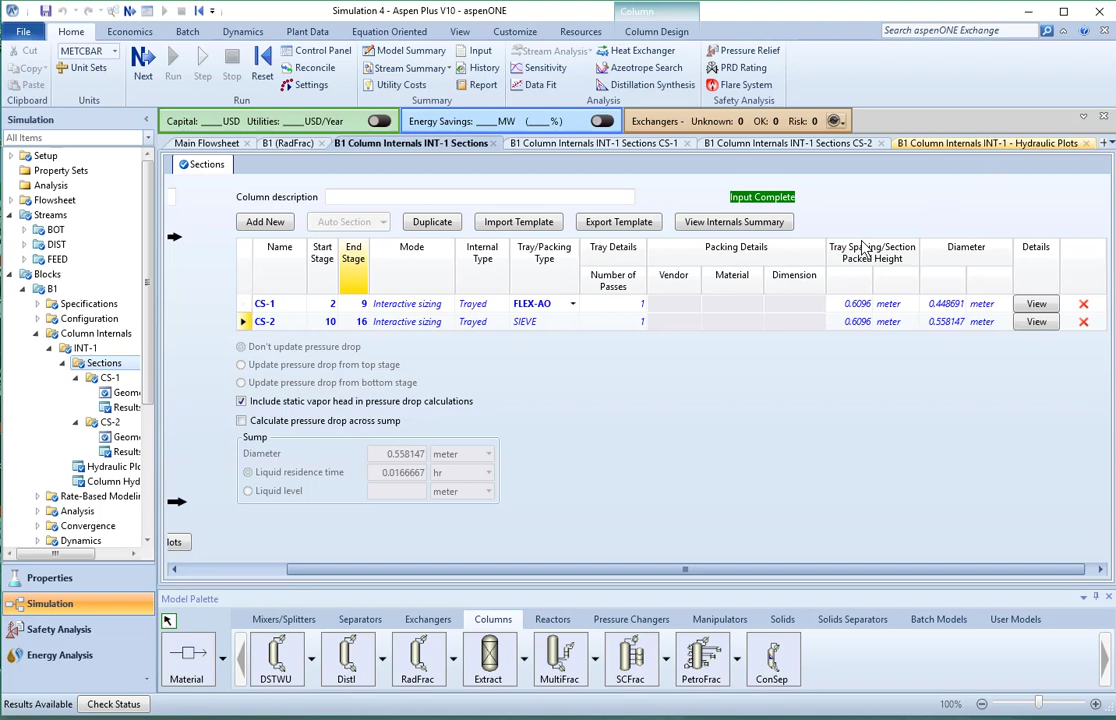 Simulation 4 - Aspen Plus V10 - aspenONE
Column
File Home Economics Batch Dynamics Plant Data Equation Oriented View Customize Resources Column Design
Search aspenONE Exchange
Cut METCBAR Control Panel Model Summary Input Stream Analysis Heat Exchanger Pressure Relief
Copy Unit Sets Next Run Step Stop Reset Reconcile Stream Summary History Sensitivity Azeotrope Search PRD Rating
Paste Settings Utility Costs Report Data Fit Distillation Synthesis Flare System
Clipboard Units Run Summary Analysis Safety Analysis
Simulation
Capital: ____USD Utilities: ____USD/Year
Energy Savings: ____MW (____%)
Exchangers - Unknown: 0 OK: 0 Risk: 0
All Items
Main Flowsheet B1 (RadFrac) B1 Column Internals INT-1 Sections B1 Column Internals INT-1 Sections CS-1 B1 Column Internals INT-1 Sections CS-2 B1 Column Internals INT-1 - Hydraulic Plots
Setup
Property Sets
Analysis
Flowsheet
Streams
BOT
DIST
FEED
Blocks
B1
Specifications
Configuration
Column Internals
INT-1
Sections
CS-1
Geome
Results
CS-2
Geome
Results
Hydraulic Plo
Column Hyd
Rate-Based Modelin
Analysis
Convergence
Dynamics
Properties
Simulation
Safety Analysis
Energy Analysis
Sections
Column description
Input Complete
Add New Auto Section Duplicate Import Template Export Template View Internals Summary
Name Start Stage End Stage Mode Internal Type Tray/Packing Type Tray Details Packing Details Tray Spacing/Section Packed Height Diameter Details
Number of Passes Vendor Material Dimension
CS-1 2 9 Interactive sizing Trayed FLEX-AO 1 0.6096 meter 0.448691 meter View
CS-2 10 16 Interactive sizing Trayed SIEVE 1 0.6096 meter 0.558147 meter View
Don't update pressure drop
Update pressure drop from top stage
Update pressure drop from bottom stage
Include static vapor head in pressure drop calculations
Calculate pressure drop across sump
Sump
Diameter 0.558147 meter
Liquid residence time 0.0166667 hr
Liquid level meter
lots
Model Palette
Mixers/Splitters Separators Exchangers Columns Reactors Pressure Changers Manipulators Solids Solids Separators Batch Models User Models
Material DSTWU Distl RadFrac Extract MultiFrac SCFrac PetroFrac ConSep
Results Available Check Status
100%